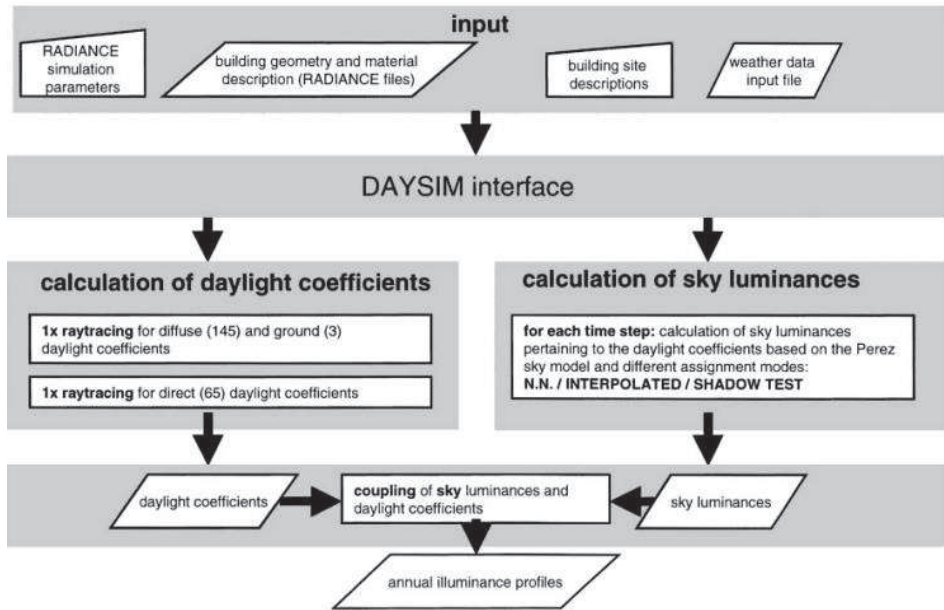 input
RADIANCE
simulation
parameters
building geometry and material
description (RADIANCE files)
building site
descriptions
weather data
input file
DAYSIM interface
calculation of daylight coefficients
1x raytracing for diffuse (145) and ground (3)
daylight coefficients
1x raytracing for direct (65) daylight coefficients
calculation of sky luminances
for each time step: calculation of sky luminances
pertaining to the daylight coefficients based on the Perez
sky model and different assignment modes:
N.N. / INTERPOLATED / SHADOW TEST
daylight coefficients
coupling of sky luminances and
daylight coefficients
sky luminances
annual illuminance profiles